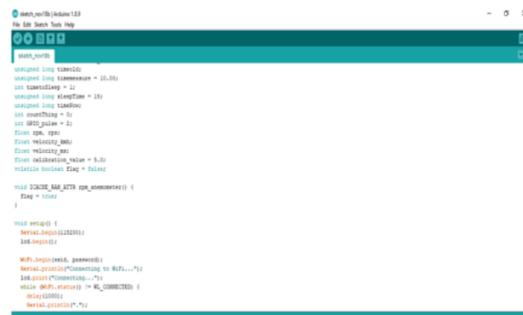 sketch_nov18b | Arduino 1.8.9
File Edit Sketch Tools Help
sketch_nov18b
unsigned long timeold;
unsigned long timemeasure = 10.00;
int timetoSleep = 1;
unsigned long sleepTime = 15;
unsigned long timeNow;
int countThing = 0;
int GPIO_pulse = 2;
float rpm, rps;
float velocity_kmh;
float velocity_ms;
float calibration_value = 5.0;
volatile boolean flag = false;
void ICACHE_RAM_ATTR rpm_anemometer() {
flag = true;
}
void setup() {
Serial.begin(115200);
lcd.begin();
WiFi.begin(ssid, password);
Serial.println("Connecting to WiFi...");
lcd.print("Connecting...");
while (WiFi.status() != WL_CONNECTED) {
delay(1000);
Serial.println(".");